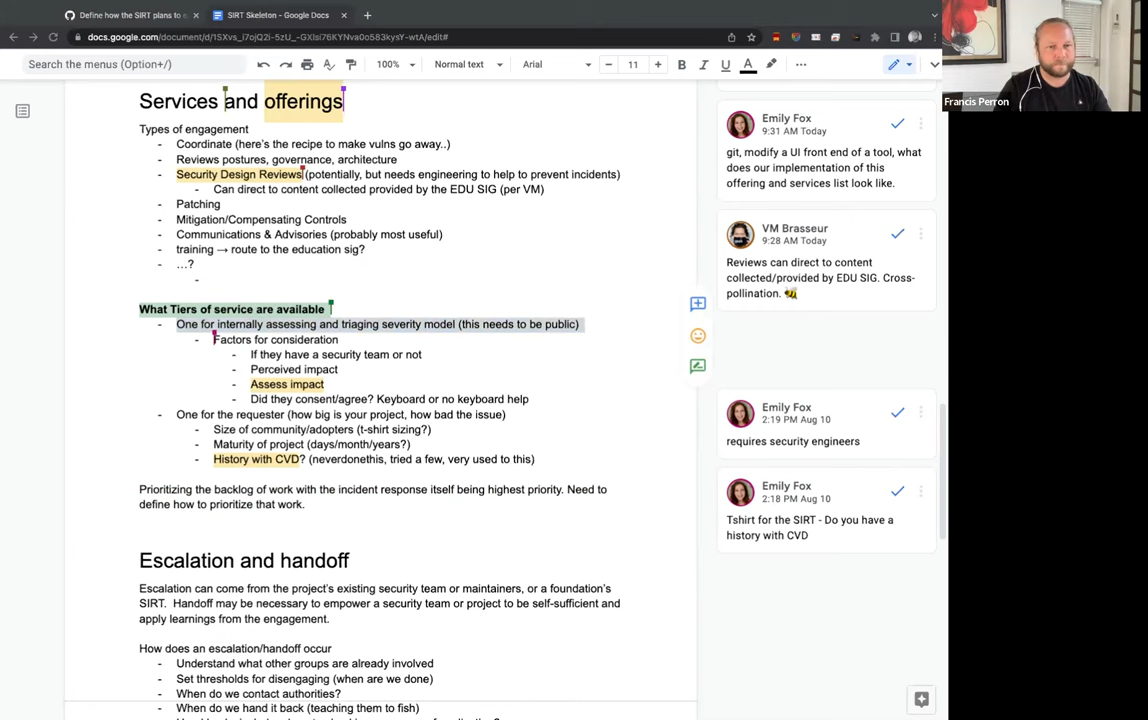 Define how the SIRT plans to
SIRT Skeleton - Google Docs
Search the menus (Option+/)
100%
Normal text
Arial
11
B
I
U
A
Francis Perron
Services and offerings
Types of engagement
- Coordinate (here's the recipe to make vulns go away..)
- Reviews postures, governance, architecture
- Security Design Reviews (potentially, but needs engineering to help to prevent incidents)
- Can direct to content collected provided by the EDU SIG (per VM)
- Patching
- Mitigation/Compensating Controls
- Communications & Advisories (probably most useful)
- training → route to the education sig?
- …?
-
What Tiers of service are available
- One for internally assessing and triaging severity model (this needs to be public)
- Factors for consideration
- If they have a security team or not
- Perceived impact
- Assess impact
- Did they consent/agree? Keyboard or no keyboard help
- One for the requester (how big is your project, how bad the issue)
- Size of community/adopters (t-shirt sizing?)
- Maturity of project (days/month/years?)
- History with CVD? (neverdonethis, tried a few, very used to this)
Prioritizing the backlog of work with the incident response itself being highest priority. Need to
define how to prioritize that work.
Escalation and handoff
Escalation can come from the project's existing security team or maintainers, or a foundation's
SIRT. Handoff may be necessary to empower a security team or project to be self-sufficient and
apply learnings from the engagement.
How does an escalation/handoff occur
- Understand what other groups are already involved
- Set thresholds for disengaging (when are we done)
- When do we contact authorities?
- When do we hand it back (teaching them to fish)
Emily Fox
9:31 AM Today
git, modify a UI front end of a tool, what
does our implementation of this
offering and services list look like.
VM Brasseur
9:28 AM Today
Reviews can direct to content
collected/provided by EDU SIG. Cross-
pollination. 🐝
Emily Fox
2:19 PM Aug 10
requires security engineers
Emily Fox
2:18 PM Aug 10
Tshirt for the SIRT - Do you have a
history with CVD